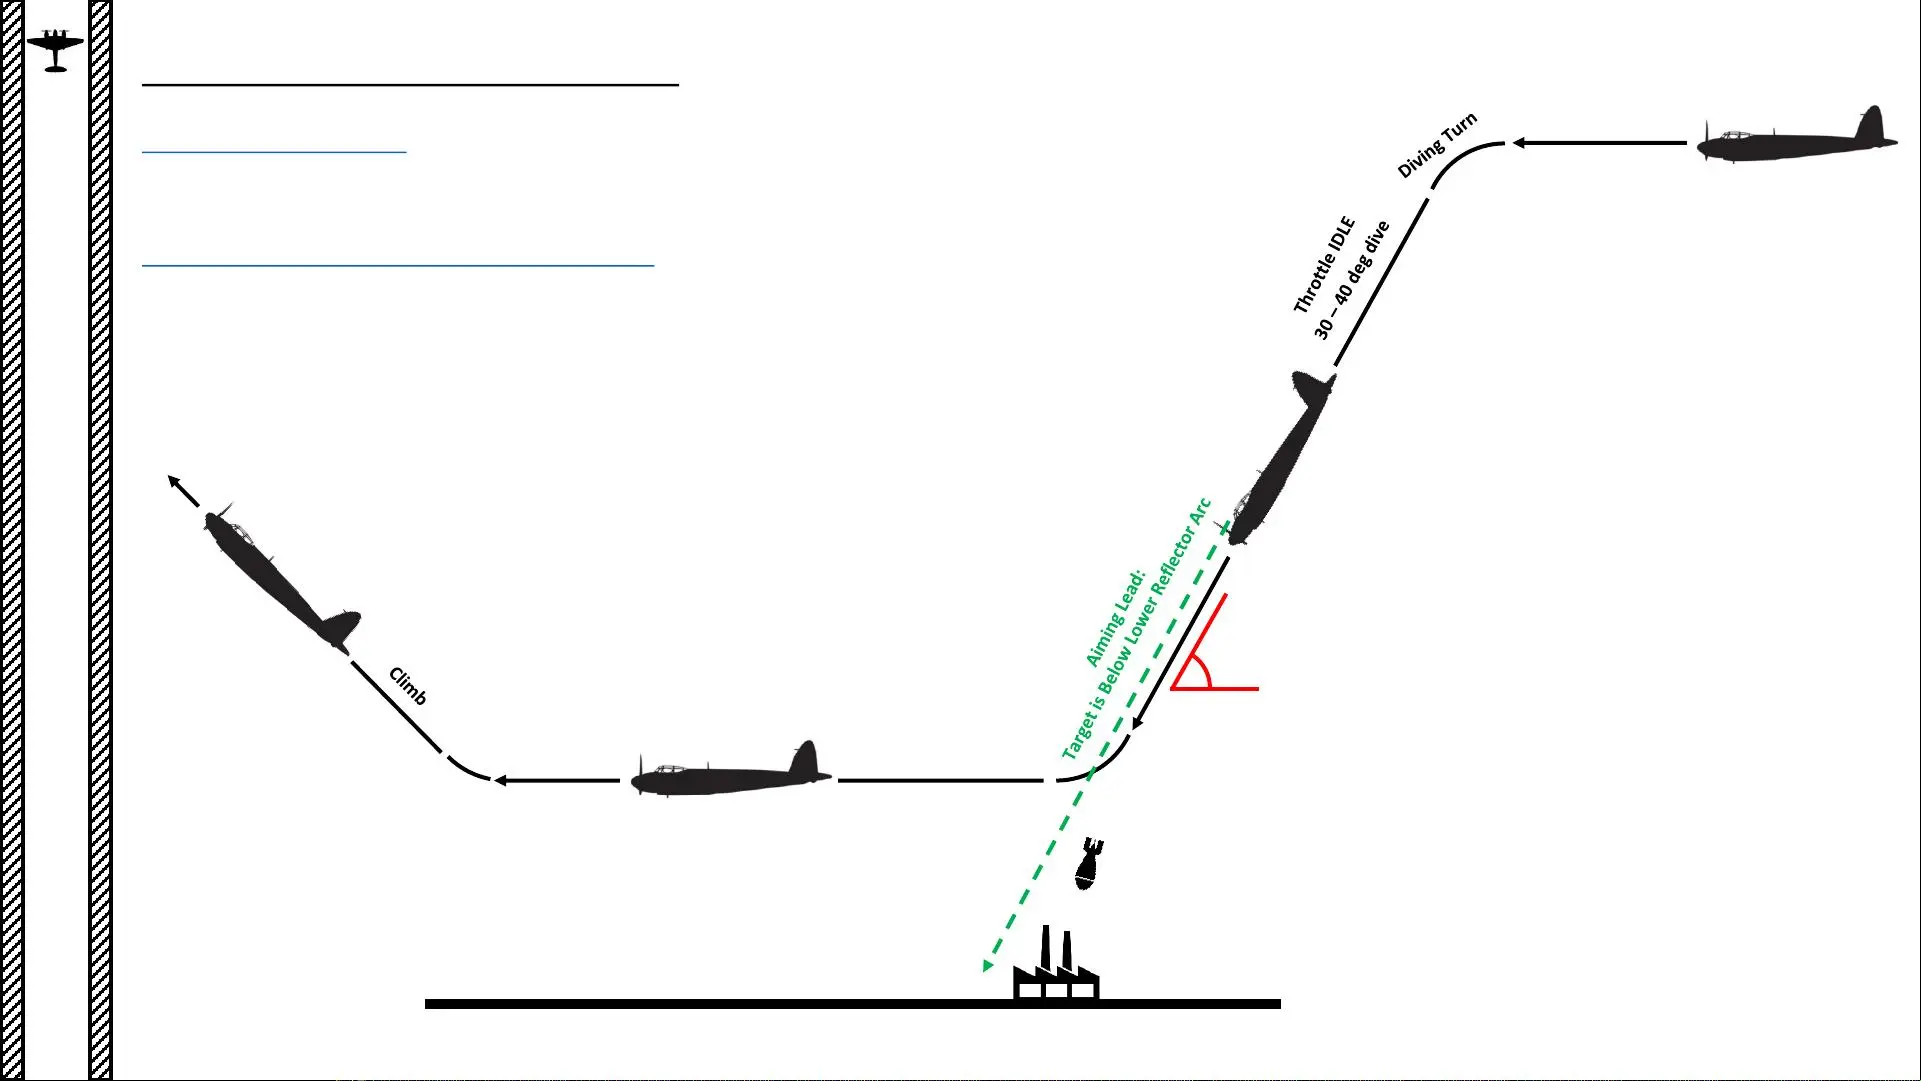 Diving Turn
Throttle IDLE
30 – 40 deg dive
Aiming Lead:
Target is Below Lower Reflector Arc
Climb